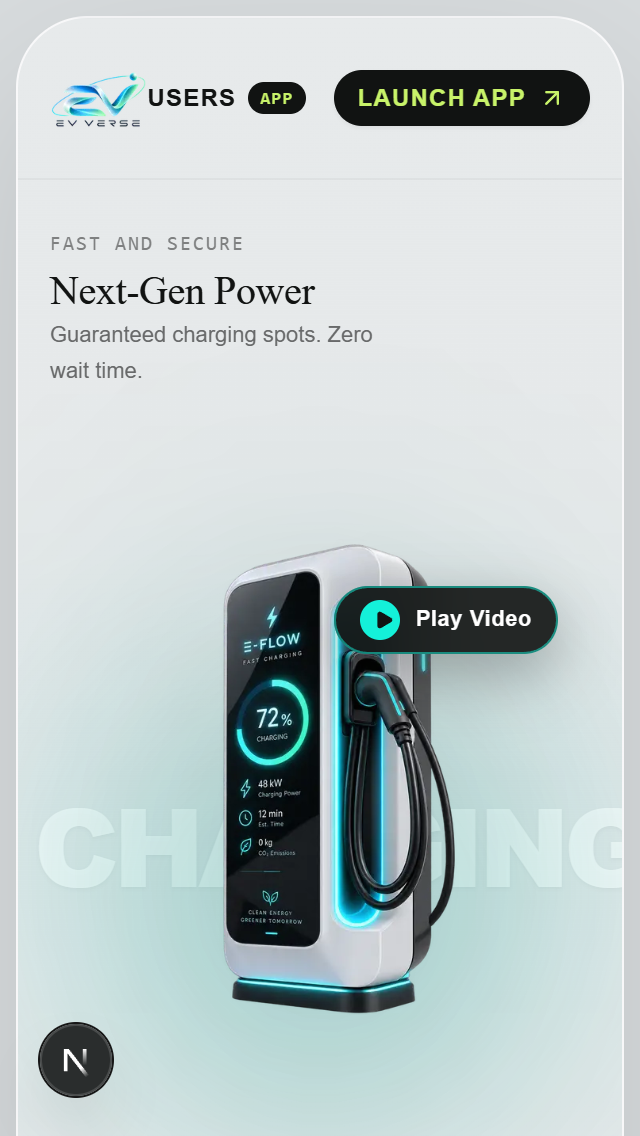 EV VERSE
USERS
APP
LAUNCH APP
FAST AND SECURE
Next-Gen Power
Guaranteed charging spots. Zero
wait time.
Play Video
E-FLOW
FAST CHARGING
72%
CHARGING
48 kW
Charging Power
12 min
Est. Time
0 kg
CO₂ Emissions
CLEAN ENERGY
GREENER TOMORROW
N